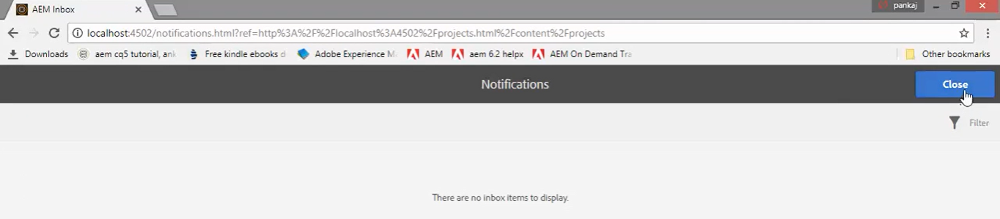 AEM Inbox
pankaj
localhost:4502/notifications.html?ref=http%3A%2F%2Flocalhost%3A4502%2Fprojects.html%2Fcontent%2Fprojects
Downloads aem cq5 tutorial, ank Free kindle ebooks d Adobe Experience M AEM aem 6.2 helpx AEM On Demand Tra Other bookmarks
Notifications Close
Filter
There are no inbox items to display.